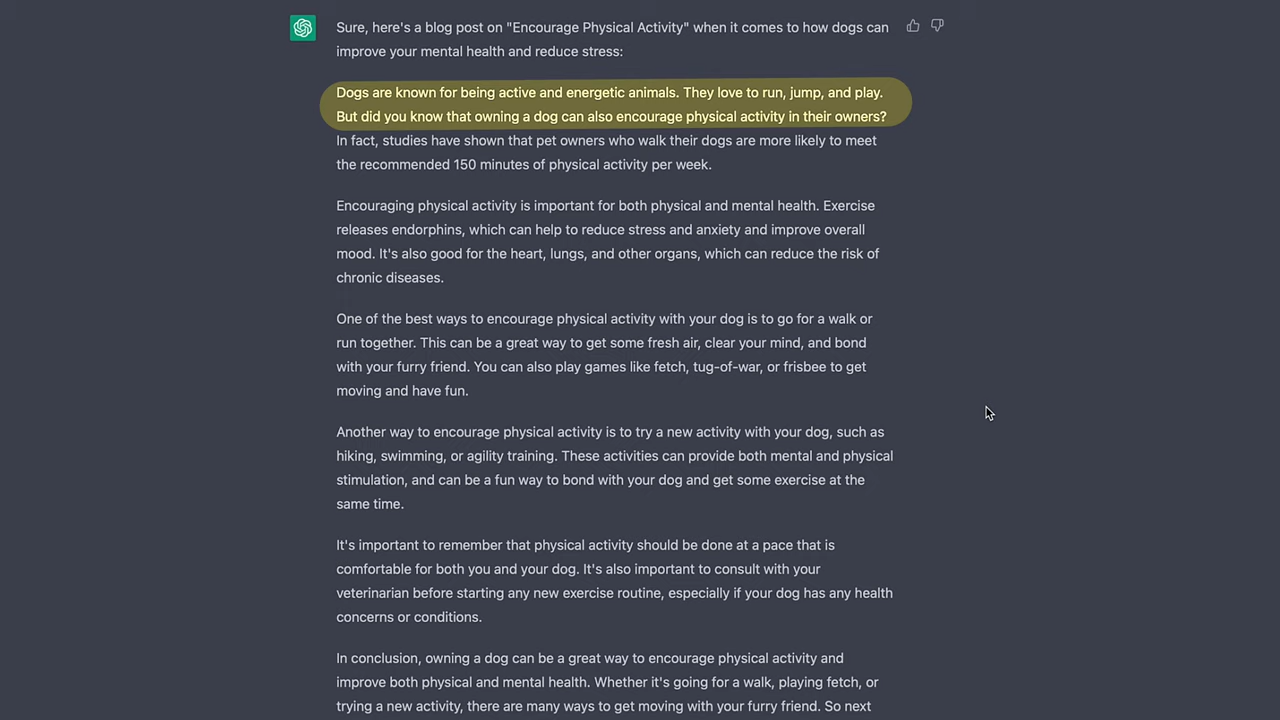 Sure, here's a blog post on "Encourage Physical Activity" when it comes to how dogs can
improve your mental health and reduce stress:
Dogs are known for being active and energetic animals. They love to run, jump, and play.
But did you know that owning a dog can also encourage physical activity in their owners?
In fact, studies have shown that pet owners who walk their dogs are more likely to meet
the recommended 150 minutes of physical activity per week.
Encouraging physical activity is important for both physical and mental health. Exercise
releases endorphins, which can help to reduce stress and anxiety and improve overall
mood. It's also good for the heart, lungs, and other organs, which can reduce the risk of
chronic diseases.
One of the best ways to encourage physical activity with your dog is to go for a walk or
run together. This can be a great way to get some fresh air, clear your mind, and bond
with your furry friend. You can also play games like fetch, tug-of-war, or frisbee to get
moving and have fun.
Another way to encourage physical activity is to try a new activity with your dog, such as
hiking, swimming, or agility training. These activities can provide both mental and physical
stimulation, and can be a fun way to bond with your dog and get some exercise at the
same time.
It's important to remember that physical activity should be done at a pace that is
comfortable for both you and your dog. It's also important to consult with your
veterinarian before starting any new exercise routine, especially if your dog has any health
concerns or conditions.
In conclusion, owning a dog can be a great way to encourage physical activity and
improve both physical and mental health. Whether it's going for a walk, playing fetch, or
trying a new activity, there are many ways to get moving with your furry friend. So next